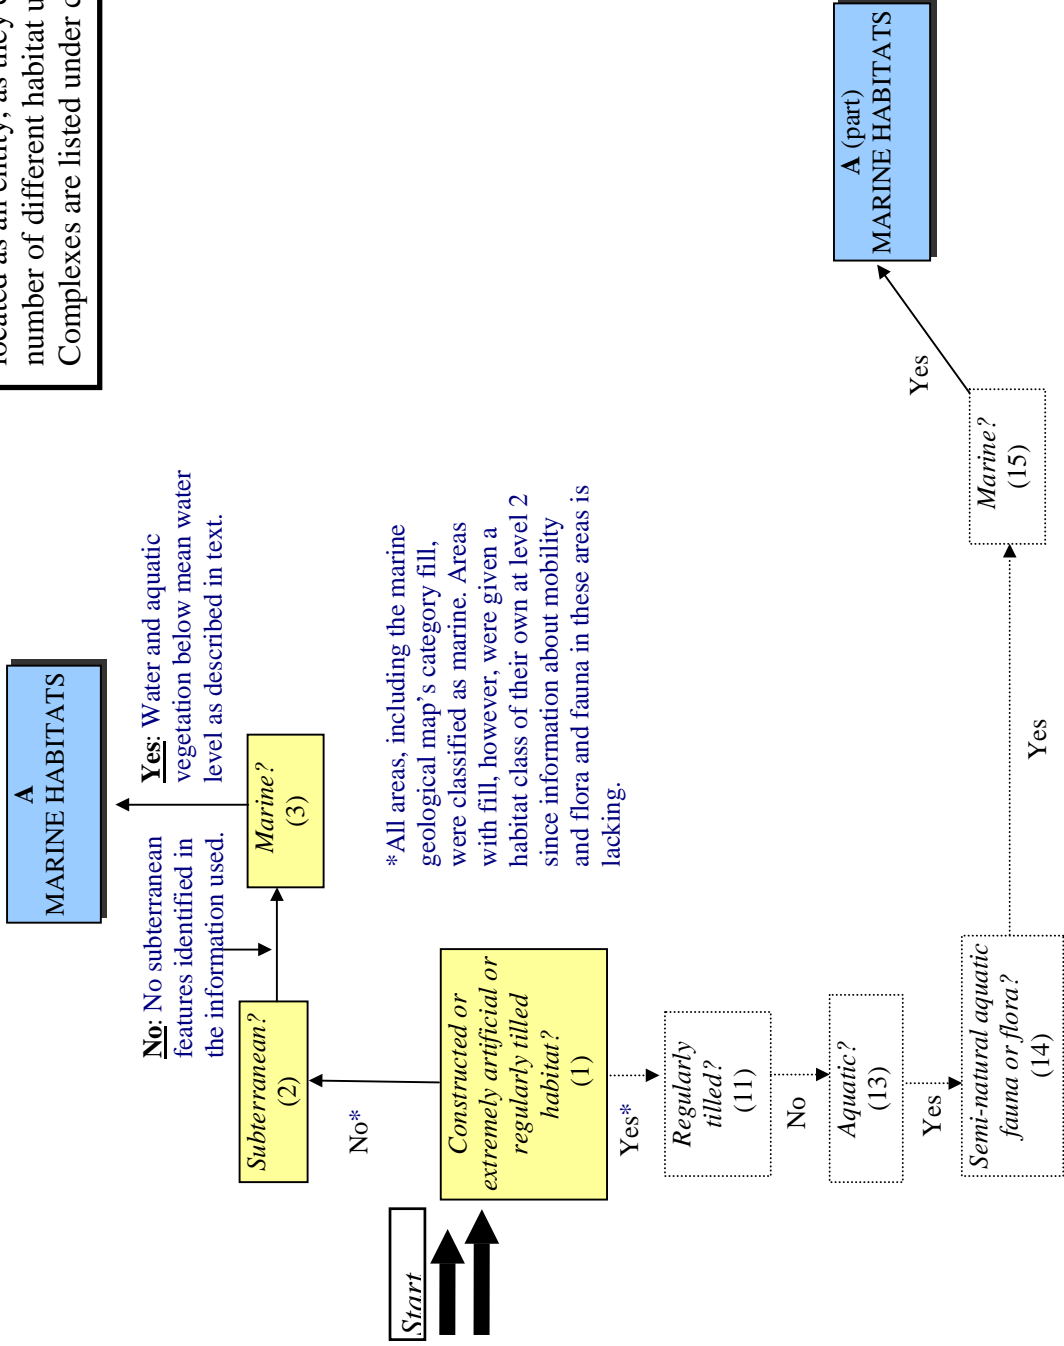 located as an entity, as they
number of different habitat
Complexes are listed under
A
MARINE HABITATS
No: No subterranean
features identified in
the information used.
Yes: Water and aquatic
vegetation below mean water
level as described in text.
Subterranean?
(2)
Marine?
(3)
No*
Start
Constructed or
extremely artificial or
regularly tilled
habitat?
(1)
*All areas, including the marine
geological map's category fill,
were classified as marine. Areas
with fill, however, were given a
habitat class of their own at level 2
since information about mobility
and flora and fauna in these areas is
lacking.
Yes*
Regularly
tilled?
(11)
No
Aquatic?
(13)
Yes
Semi-natural aquatic
fauna or flora?
(14)
Yes
Marine?
(15)
Yes
A (part)
MARINE HABITATS